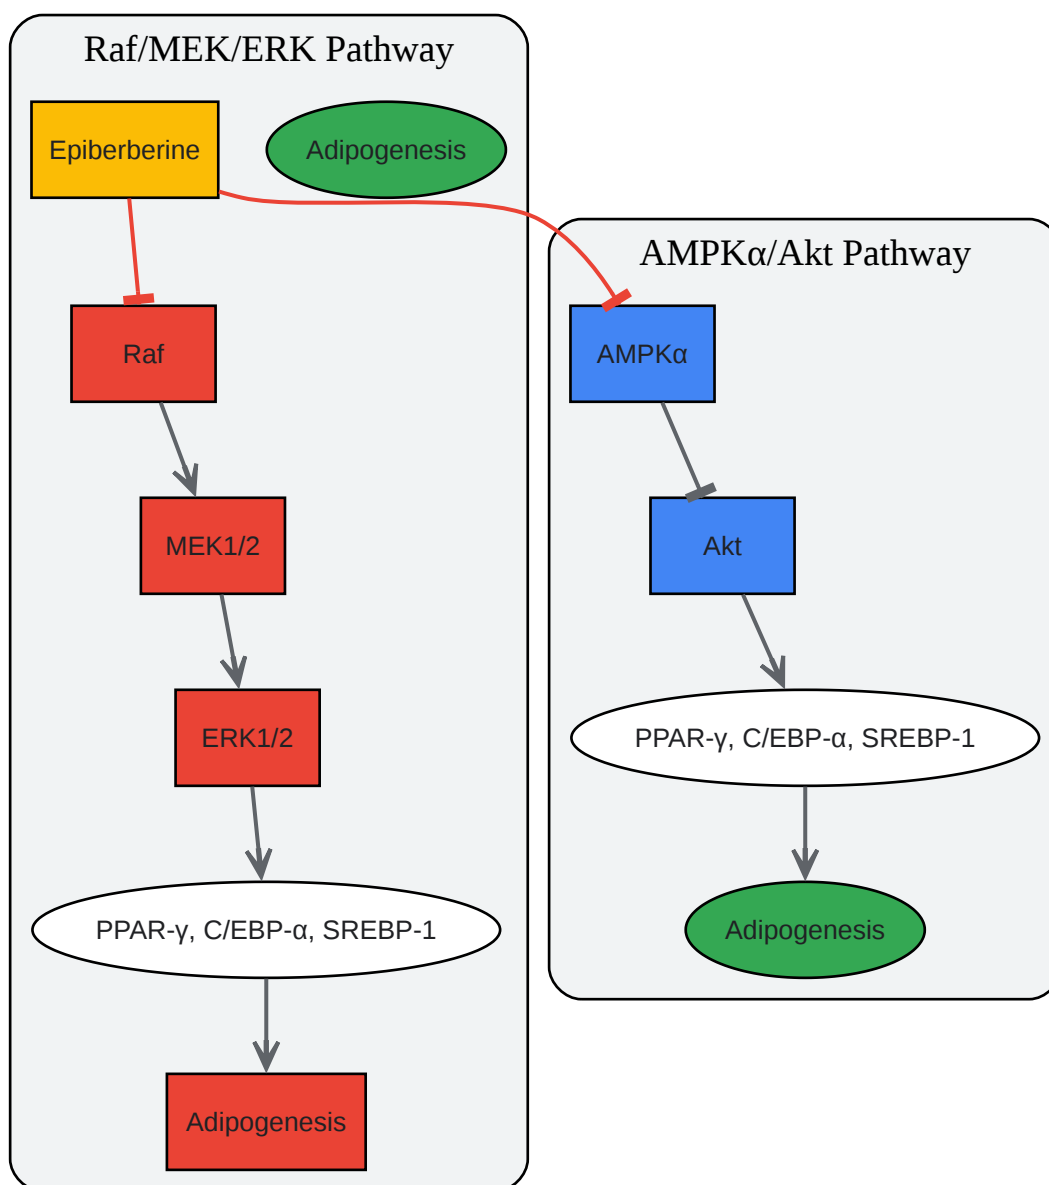 Raf/MEK/ERK Pathway
Epiberberine
Adipogenesis
Raf
MEK1/2
ERK1/2
PPAR-γ, C/EBP-α, SREBP-1
Adipogenesis
AMPKα/Akt Pathway
AMPKα
Akt
PPAR-γ, C/EBP-α, SREBP-1
Adipogenesis